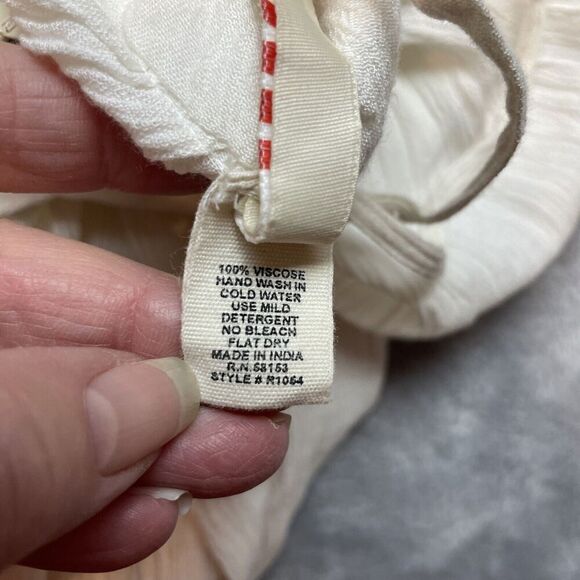 100% VISCOSE
HAND WASH IN
COLD WATER
USE MILD
DETERGENT
NO BLEACH
FLAT DRY
MADE IN INDIA
R.N. 58153
STYLE # R1064